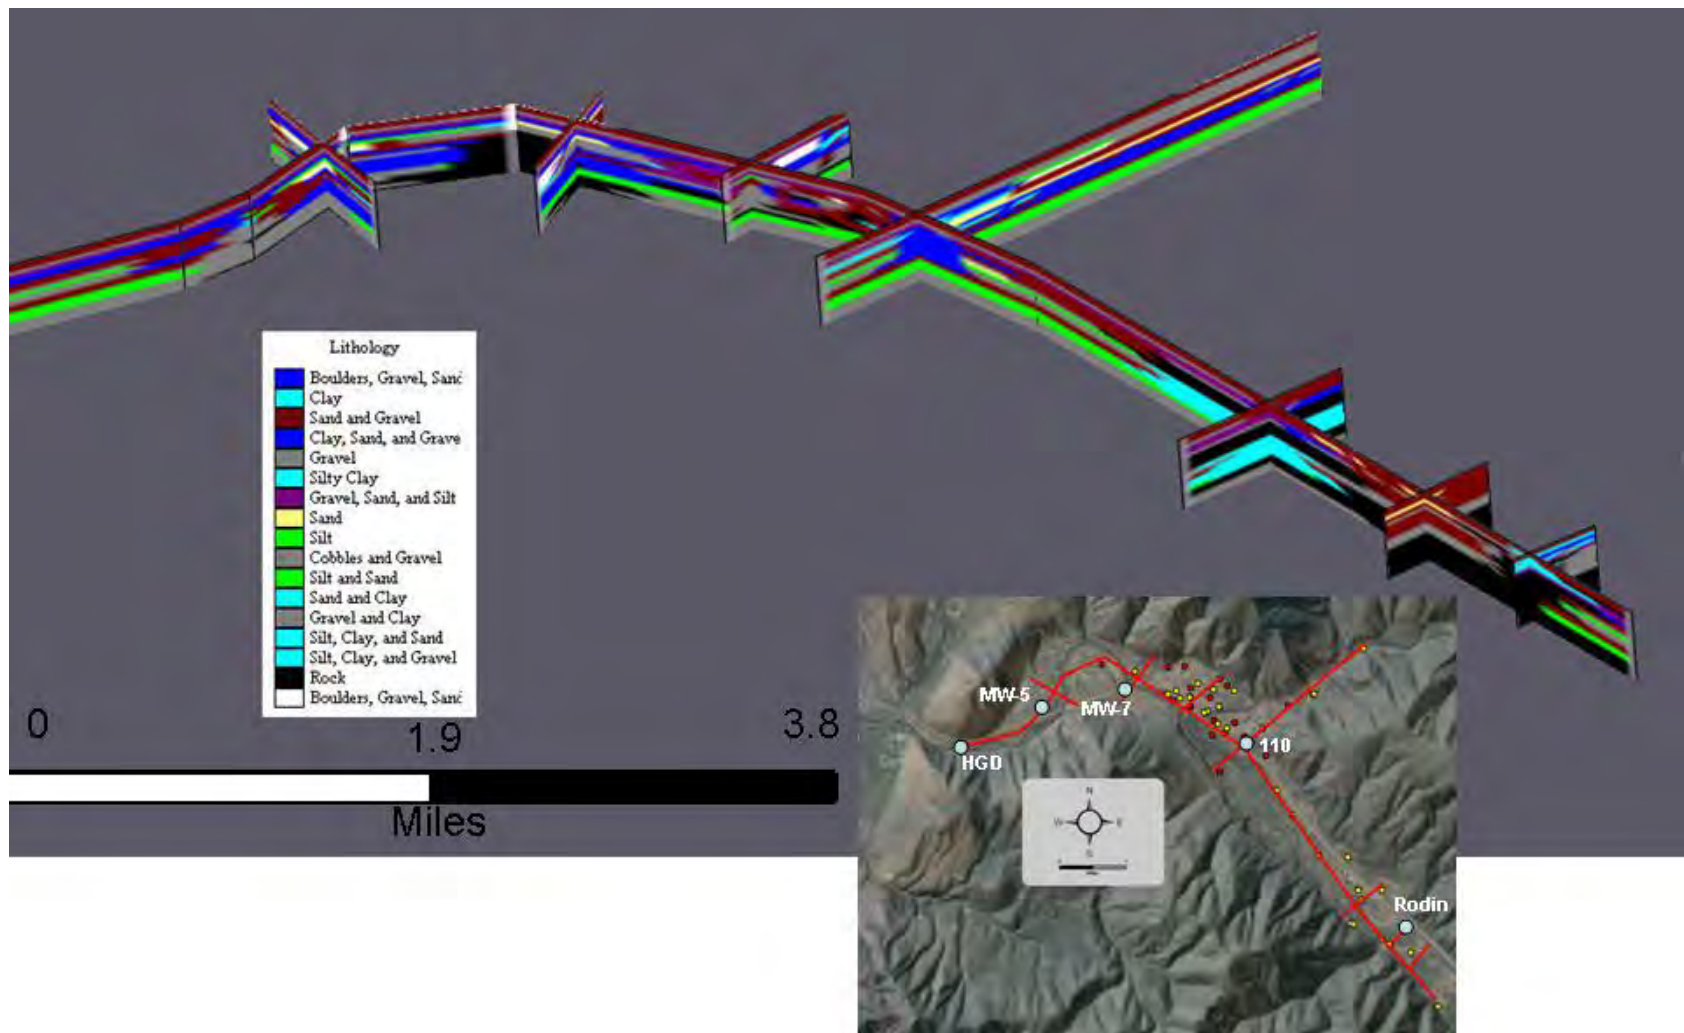 Lithology
Boulders, Gravel, Sand
Clay
Sand and Gravel
Clay, Sand, and Grave
Gravel
Silty Clay
Gravel, Sand, and Silt
Sand
Silt
Cobbles and Gravel
Silt and Sand
Sand and Clay
Gravel and Clay
Silt, Clay, and Sand
Silt, Clay, and Gravel
Rock
Boulders, Gravel, Sand
0
1.9
3.8
Miles
MW-5
MW-7
HGD
110
N
W
E
S
Rodin